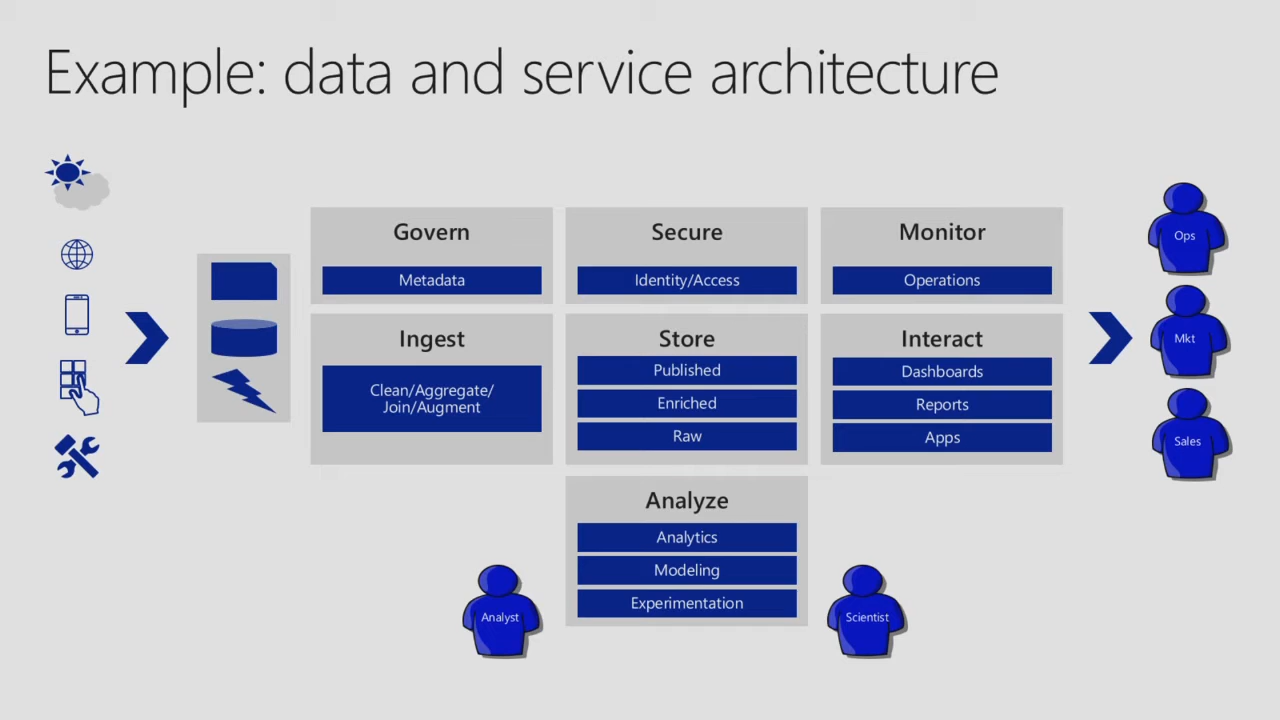 Example: data and service architecture
Govern
Metadata
Secure
Identity/Access
Monitor
Operations
Ingest
Clean/Aggregate/
Join/Augment
Store
Published
Enriched
Raw
Interact
Dashboards
Reports
Apps
Analyze
Analytics
Modeling
Experimentation
Analyst
Scientist
Ops
Mkt
Sales